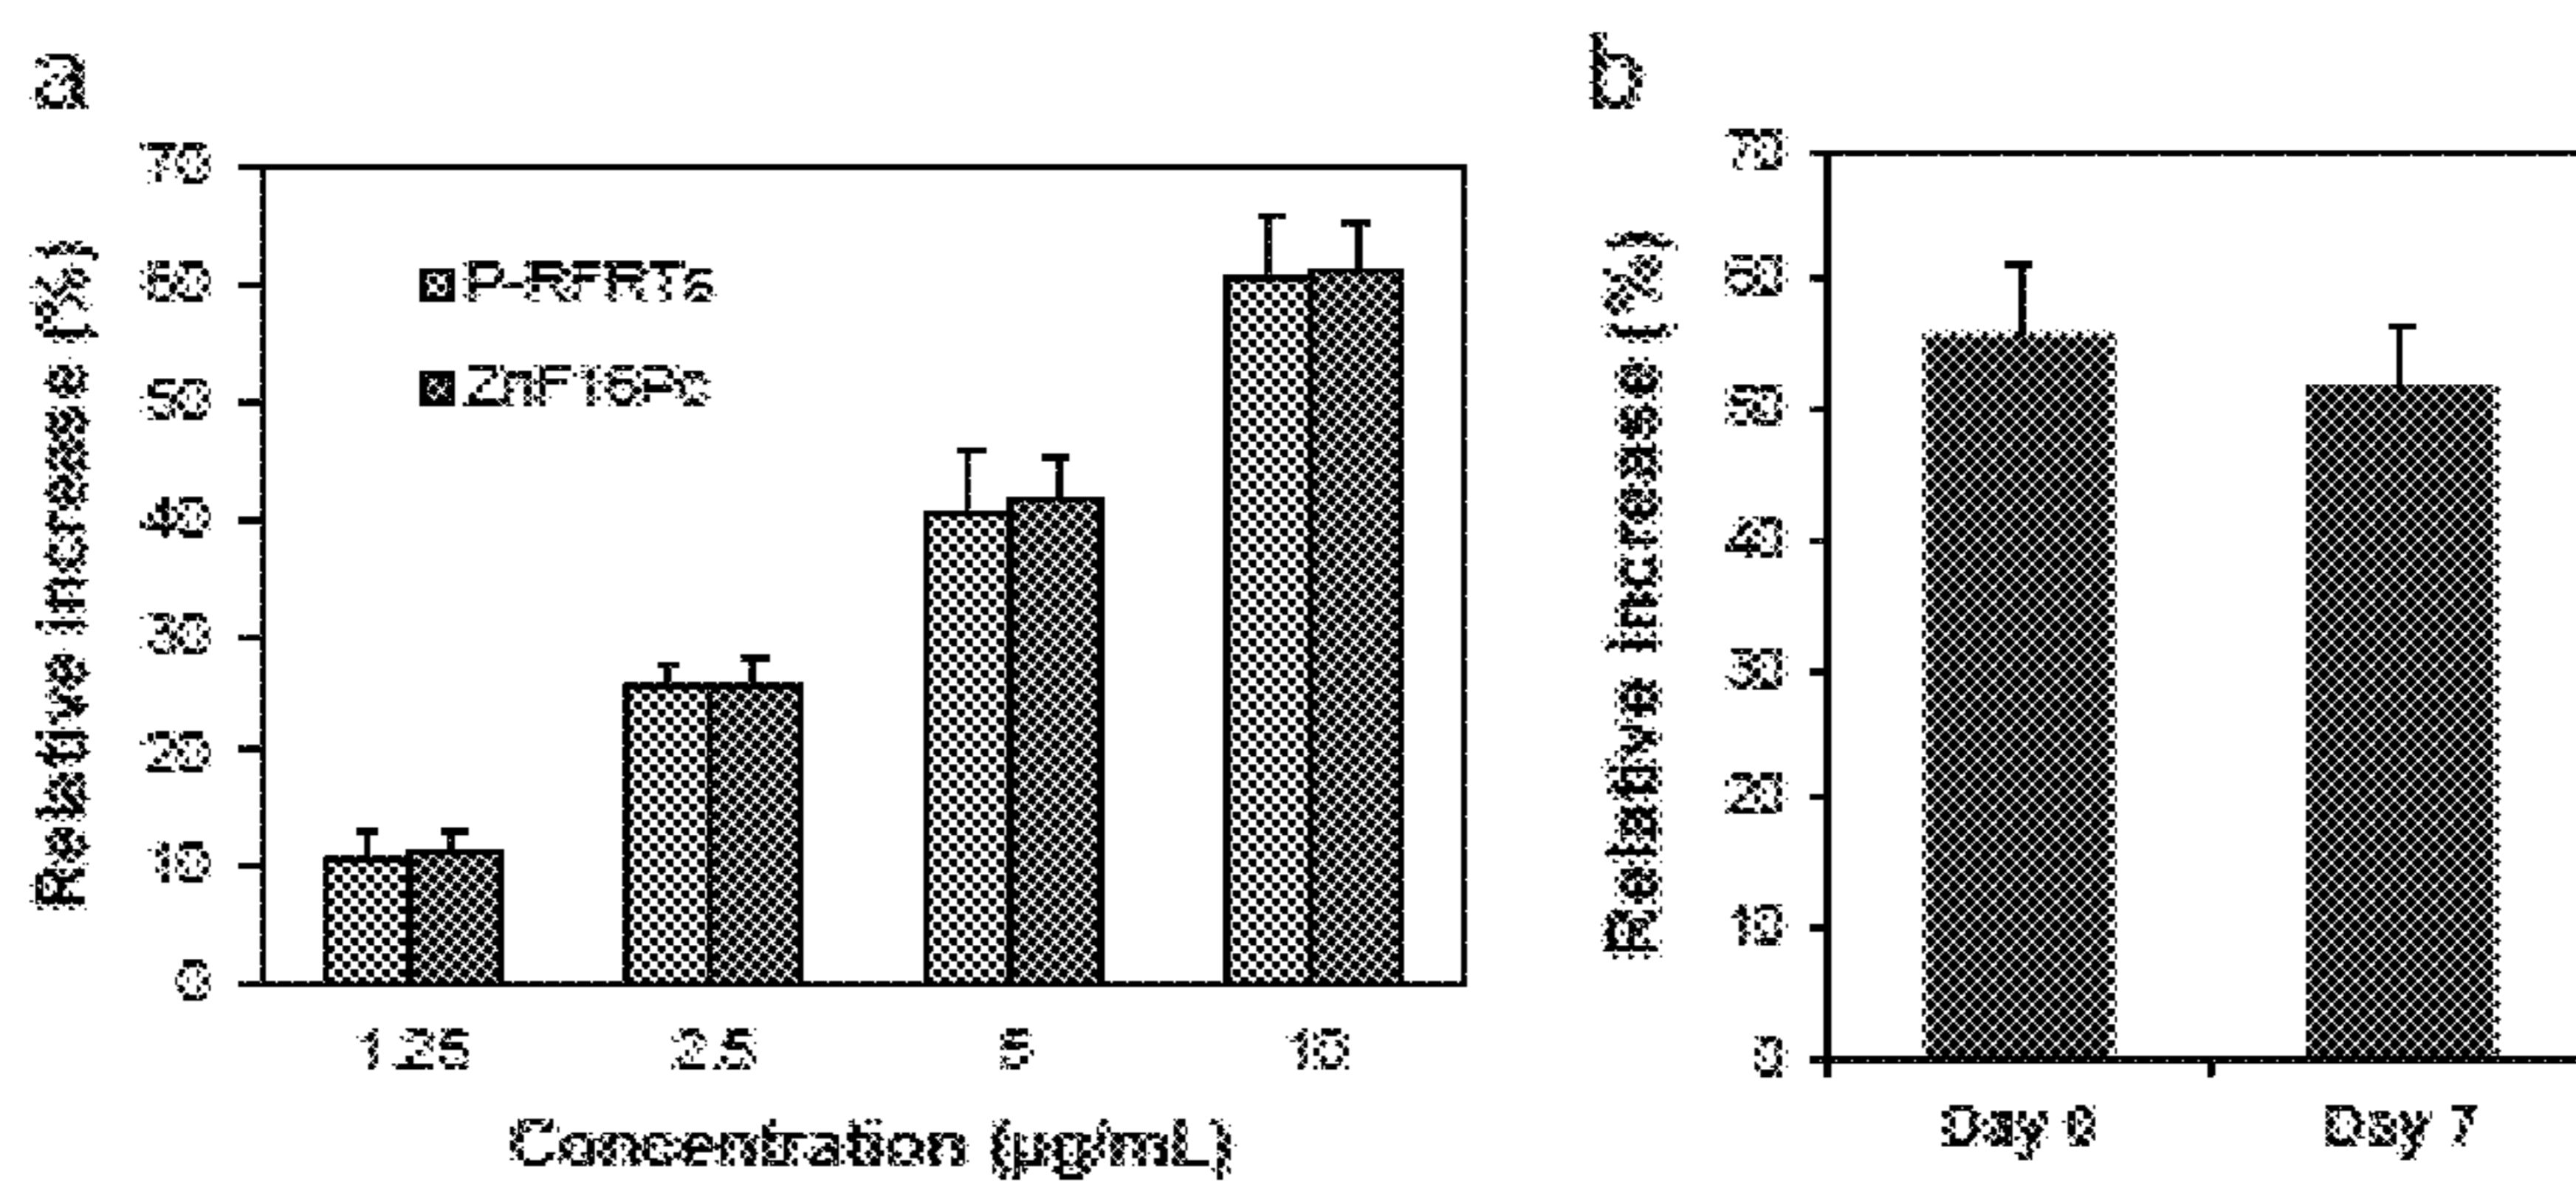 a
70
60
50
40
30
20
10
0
Relative increase (%)
P-RFRTs
ZnF16Pc
1.25
2.5
5
10
Concentration (µg/mL)
b
70
60
50
40
30
20
10
0
Relative increase (%)
Day 0
Day 7